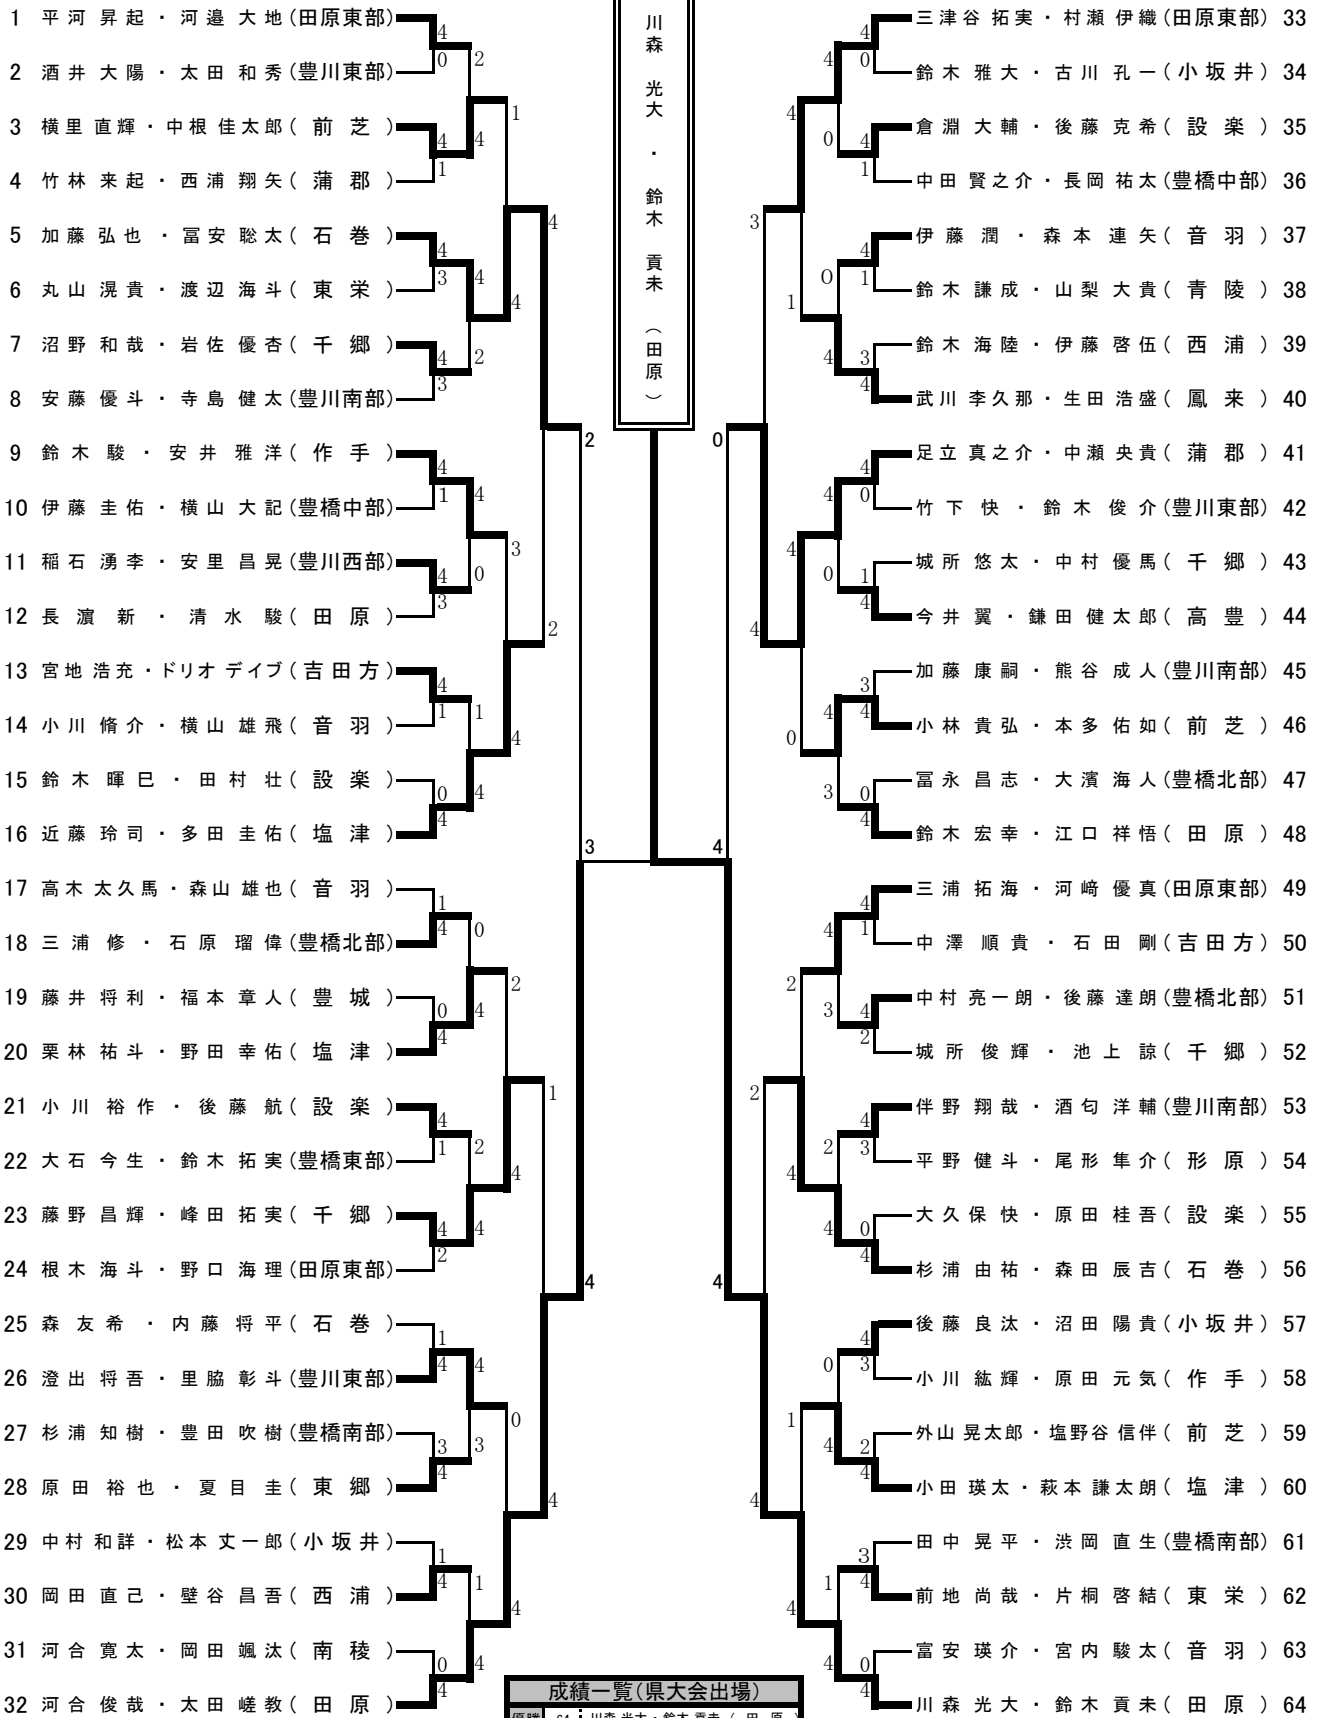 1 平河 昇起・河邉 大地(田原東部)
2 酒井 大陽・太田 和秀(豊川東部)
3 横里 直輝・中根 佳太郎( 前芝 )
4 竹林 来起・西浦 翔矢( 蒲郡 )
5 加藤 弘也・冨安 聡太( 石巻 )
6 丸山 滉貴・渡辺 海斗( 東栄 )
7 沼野 和哉・岩佐 優杏( 千郷 )
8 安藤 優斗・寺島 健太(豊川南部)
9 鈴木 駿・安井 雅洋( 作手 )
10 伊藤 圭佑・横山 大記(豊橋中部)
11 稲石 湧李・安里 昌晃(豊川西部)
12 長濵 新・清水 駿( 田原 )
13 宮地 浩充・ドリオ デイブ(吉田方)
14 小川 脩介・横山 雄飛( 音羽 )
15 鈴木 暉巳・田村 壮( 設楽 )
16 近藤 玲司・多田 圭佑( 塩津 )
17 高木 太久馬・森山 雄也( 音羽 )
18 三浦 修・石原 瑠偉(豊橋北部)
19 藤井 将利・福本 章人( 豊城 )
20 栗林 祐斗・野田 幸佑( 塩津 )
21 小川 裕作・後藤 航( 設楽 )
22 大石 今生・鈴木 拓実(豊橋東部)
23 藤野 昌輝・峰田 拓実( 千郷 )
24 根木 海斗・野口 海理(田原東部)
25 森 友希・内藤 将平( 石巻 )
26 澄出 将吾・里脇 彰斗(豊川東部)
27 杉浦 知樹・豊田 吹樹(豊橋南部)
28 原田 裕也・夏目 圭( 東郷 )
29 中村 和詳・松本 丈一郎(小坂井)
30 岡田 直己・壁谷 昌吾( 西浦 )
31 河合 寛太・岡田 颯汰( 南稜 )
32 河合 俊哉・太田 嵯教( 田原 )
川森 光大・鈴木 貢未(田原)
三津谷 拓実・村瀬 伊織(田原東部) 33
鈴木 雅大・古川 孔一(小坂井) 34
倉淵 大輔・後藤 克希( 設楽 ) 35
中田 賢之介・長岡 祐太(豊橋中部) 36
伊藤 潤・森本 連矢( 音羽 ) 37
鈴木 謙成・山梨 大貴( 青陵 ) 38
鈴木 海陸・伊藤 啓伍( 西浦 ) 39
武川 李久那・生田 浩盛( 鳳来 ) 40
足立 真之介・中瀬 央貴( 蒲郡 ) 41
竹下 快・鈴木 俊介(豊川東部) 42
城所 悠太・中村 優馬( 千郷 ) 43
今井 翼・鎌田 健太郎( 高豊 ) 44
加藤 康嗣・熊谷 成人(豊川南部) 45
小林 貴弘・本多 佑如( 前芝 ) 46
冨永 昌志・大濱 海人(豊橋北部) 47
鈴木 宏幸・江口 祥悟( 田原 ) 48
三浦 拓海・河﨑 優真(田原東部) 49
中澤 順貴・石田 剛(吉田方) 50
中村 亮一朗・後藤 達朗(豊橋北部) 51
城所 俊輝・池上 諒( 千郷 ) 52
伴野 翔哉・酒匂 洋輔(豊川南部) 53
平野 健斗・尾形 隼介( 形原 ) 54
大久保 快・原田 桂吾( 設楽 ) 55
杉浦 由祐・森田 辰吉( 石巻 ) 56
後藤 良汰・沼田 陽貴(小坂井) 57
小川 紘輝・原田 元気( 作手 ) 58
外山 晃太郎・塩野谷 信伴( 前芝 ) 59
小田 瑛太・萩本 謙太朗( 塩津 ) 60
田中 晃平・渋岡 直生(豊橋南部) 61
前地 尚哉・片桐 啓結( 東栄 ) 62
富安 瑛介・宮内 駿太( 音羽 ) 63
川森 光大・鈴木 貢未( 田原 ) 64
成績一覧(県大会出場)
優勝 64 川森 光大・鈴木 貢未 ( 田 原 )